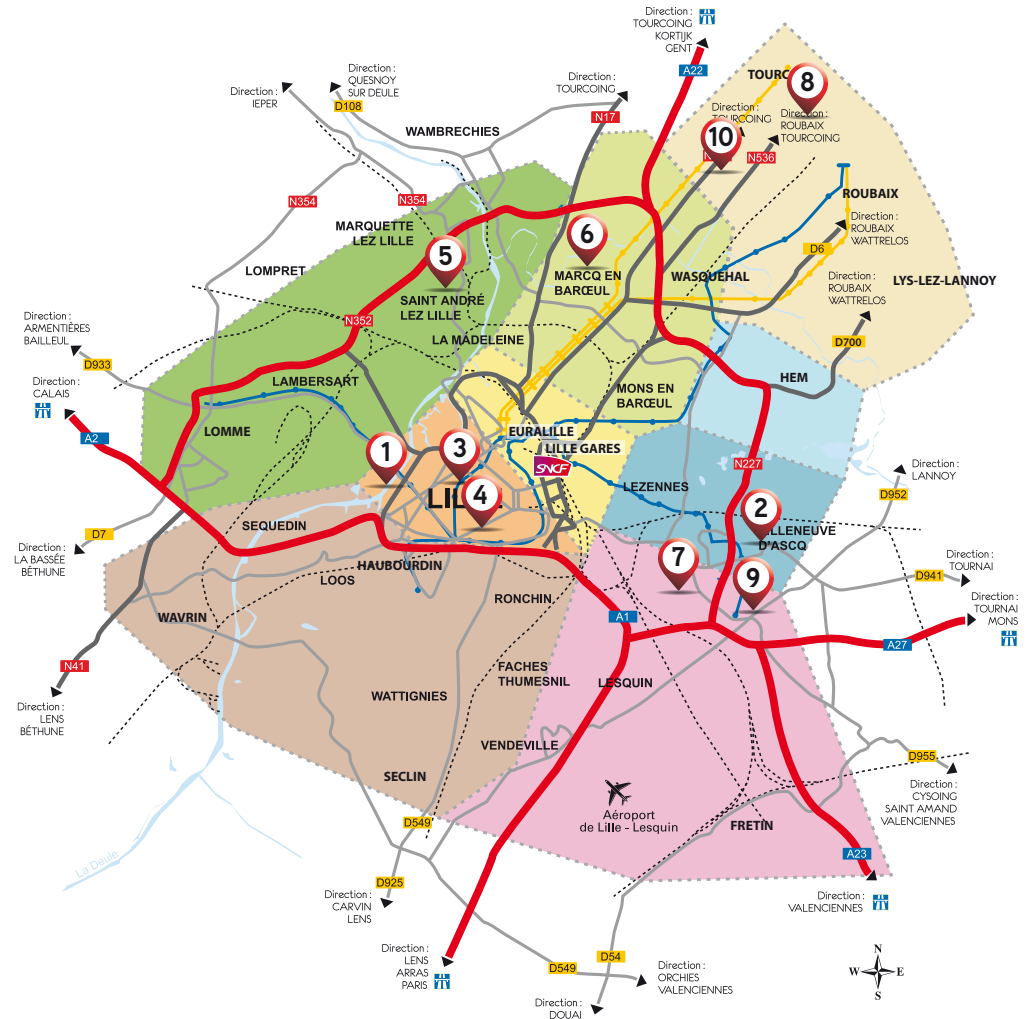 Direction :
TOURCOING
KORTIJK
GENT
A22
Direction :
QUESNOY
SUR DEULE
D108
Direction :
IEPER
Direction :
TOURCOING
N17
WAMBRECHIES
TOURC
8
Direction :
TOURCOING
10
Direction :
ROUBAIX
TOURCOING
N536
N354
N354
ROUBAIX
Direction :
ROUBAIX
WATTRELOS
D6
MARQUETTE
LEZ LILLE
5
6
MARCQ EN
BARŒUL
WASQUEHAL
LOMPRET
Direction :
ROUBAIX
WATTRELOS
LYS-LEZ-LANNOY
SAINT ANDRÉ
LEZ LILLE
N352
Direction :
ARMENTIÈRES
BAILLEUL
D933
LA MADELEINE
D700
Direction :
CALAIS
A2
LAMBERSART
MONS EN
BARŒUL
HEM
LOMME
EURALILLE
LILLE GARES
SNCF
1
3
4
LI
E
N227
LEZENNES
Direction :
LANNOY
D952
2
ILLENEUVE
D'ASCQ
D7
Direction :
LA BASSÉE
BÉTHUNE
SEQUEDIN
LOOS
HAUBOURDIN
7
9
D941
Direction :
TOURNAI
RONCHIN
A1
Direction :
TOURNAI
MONS
A27
WAVRIN
N41
Direction :
LENS
BÉTHUNE
FACHES
THUMESNIL
LESQUIN
WATTIGNIES
VENDEVILLE
SECLIN
D955
Direction :
CYSOING
SAINT AMAND
VALENCIENNES
Aéroport
de Lille - Lesquin
FRETIN
D549
A23
La Deule
D925
Direction :
CARVIN
LENS
Direction :
VALENCIENNES
Direction :
LENS
ARRAS
PARIS
D549
D54
Direction :
ORCHIES
VALENCIENNES
Direction :
DOUAI
N
W
E
S